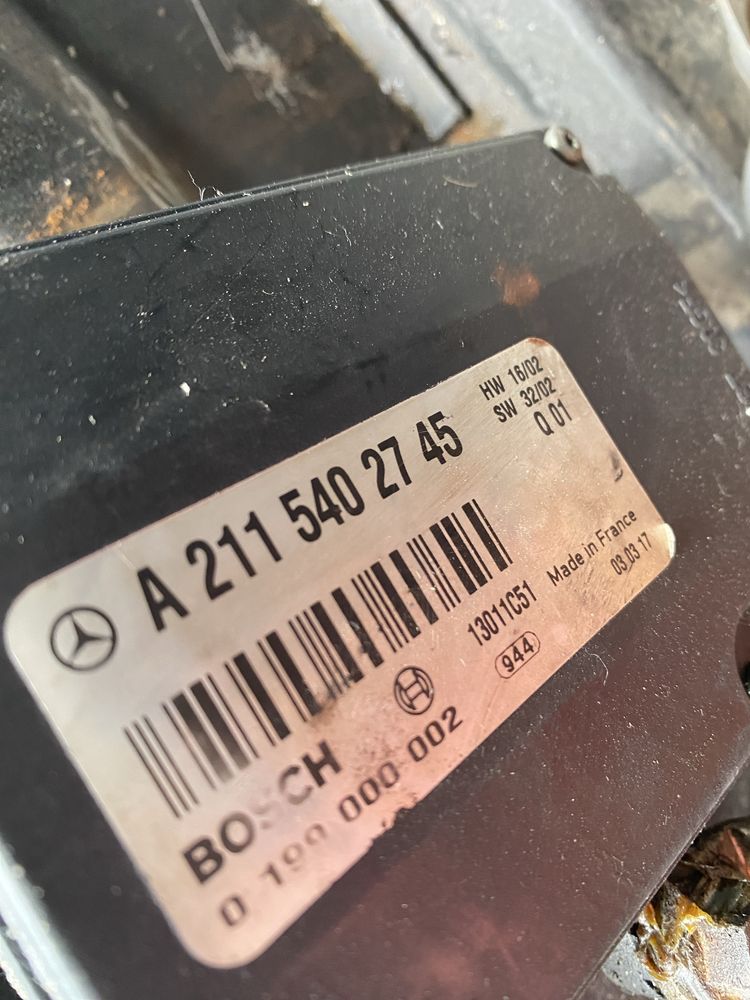 A 211 540 27 45
HW 16/02
SW 32/02
Q 01
13011C51
Made in France
944
03.03.17
BOSCH
0 199 000 002